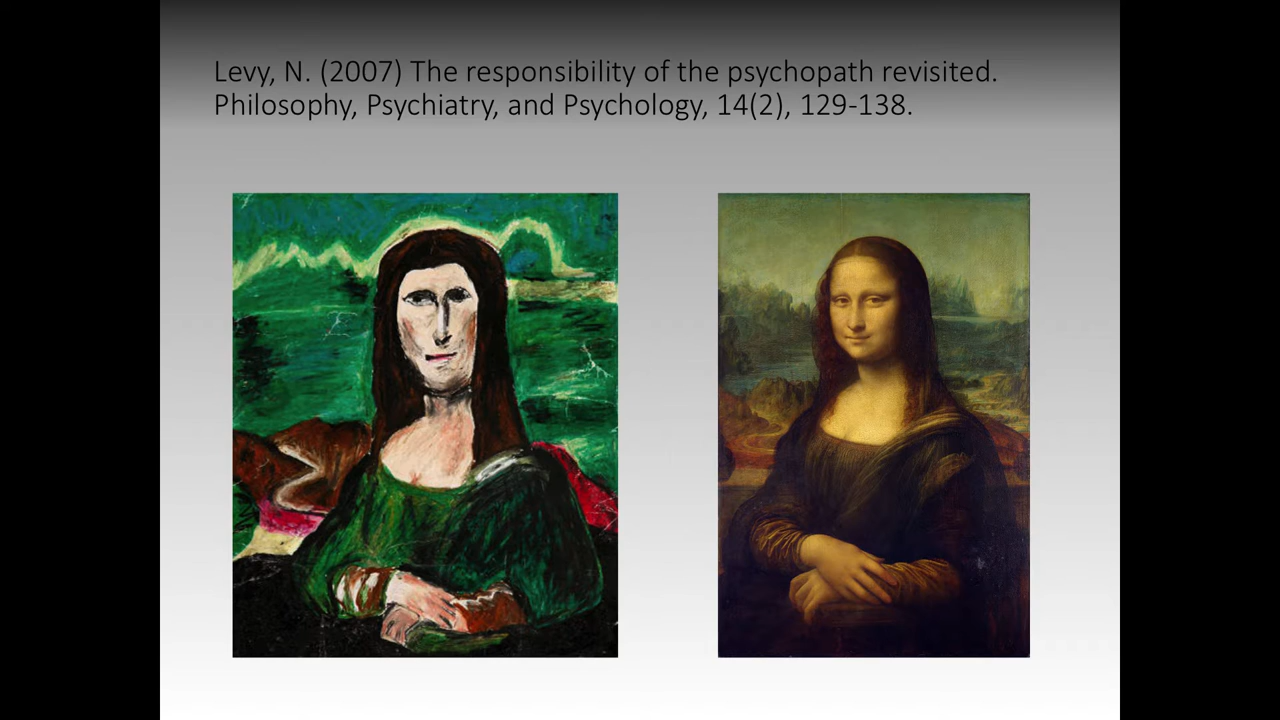 Levy, N. (2007) The responsibility of the psychopath revisited.
Philosophy, Psychiatry, and Psychology, 14(2), 129-138.